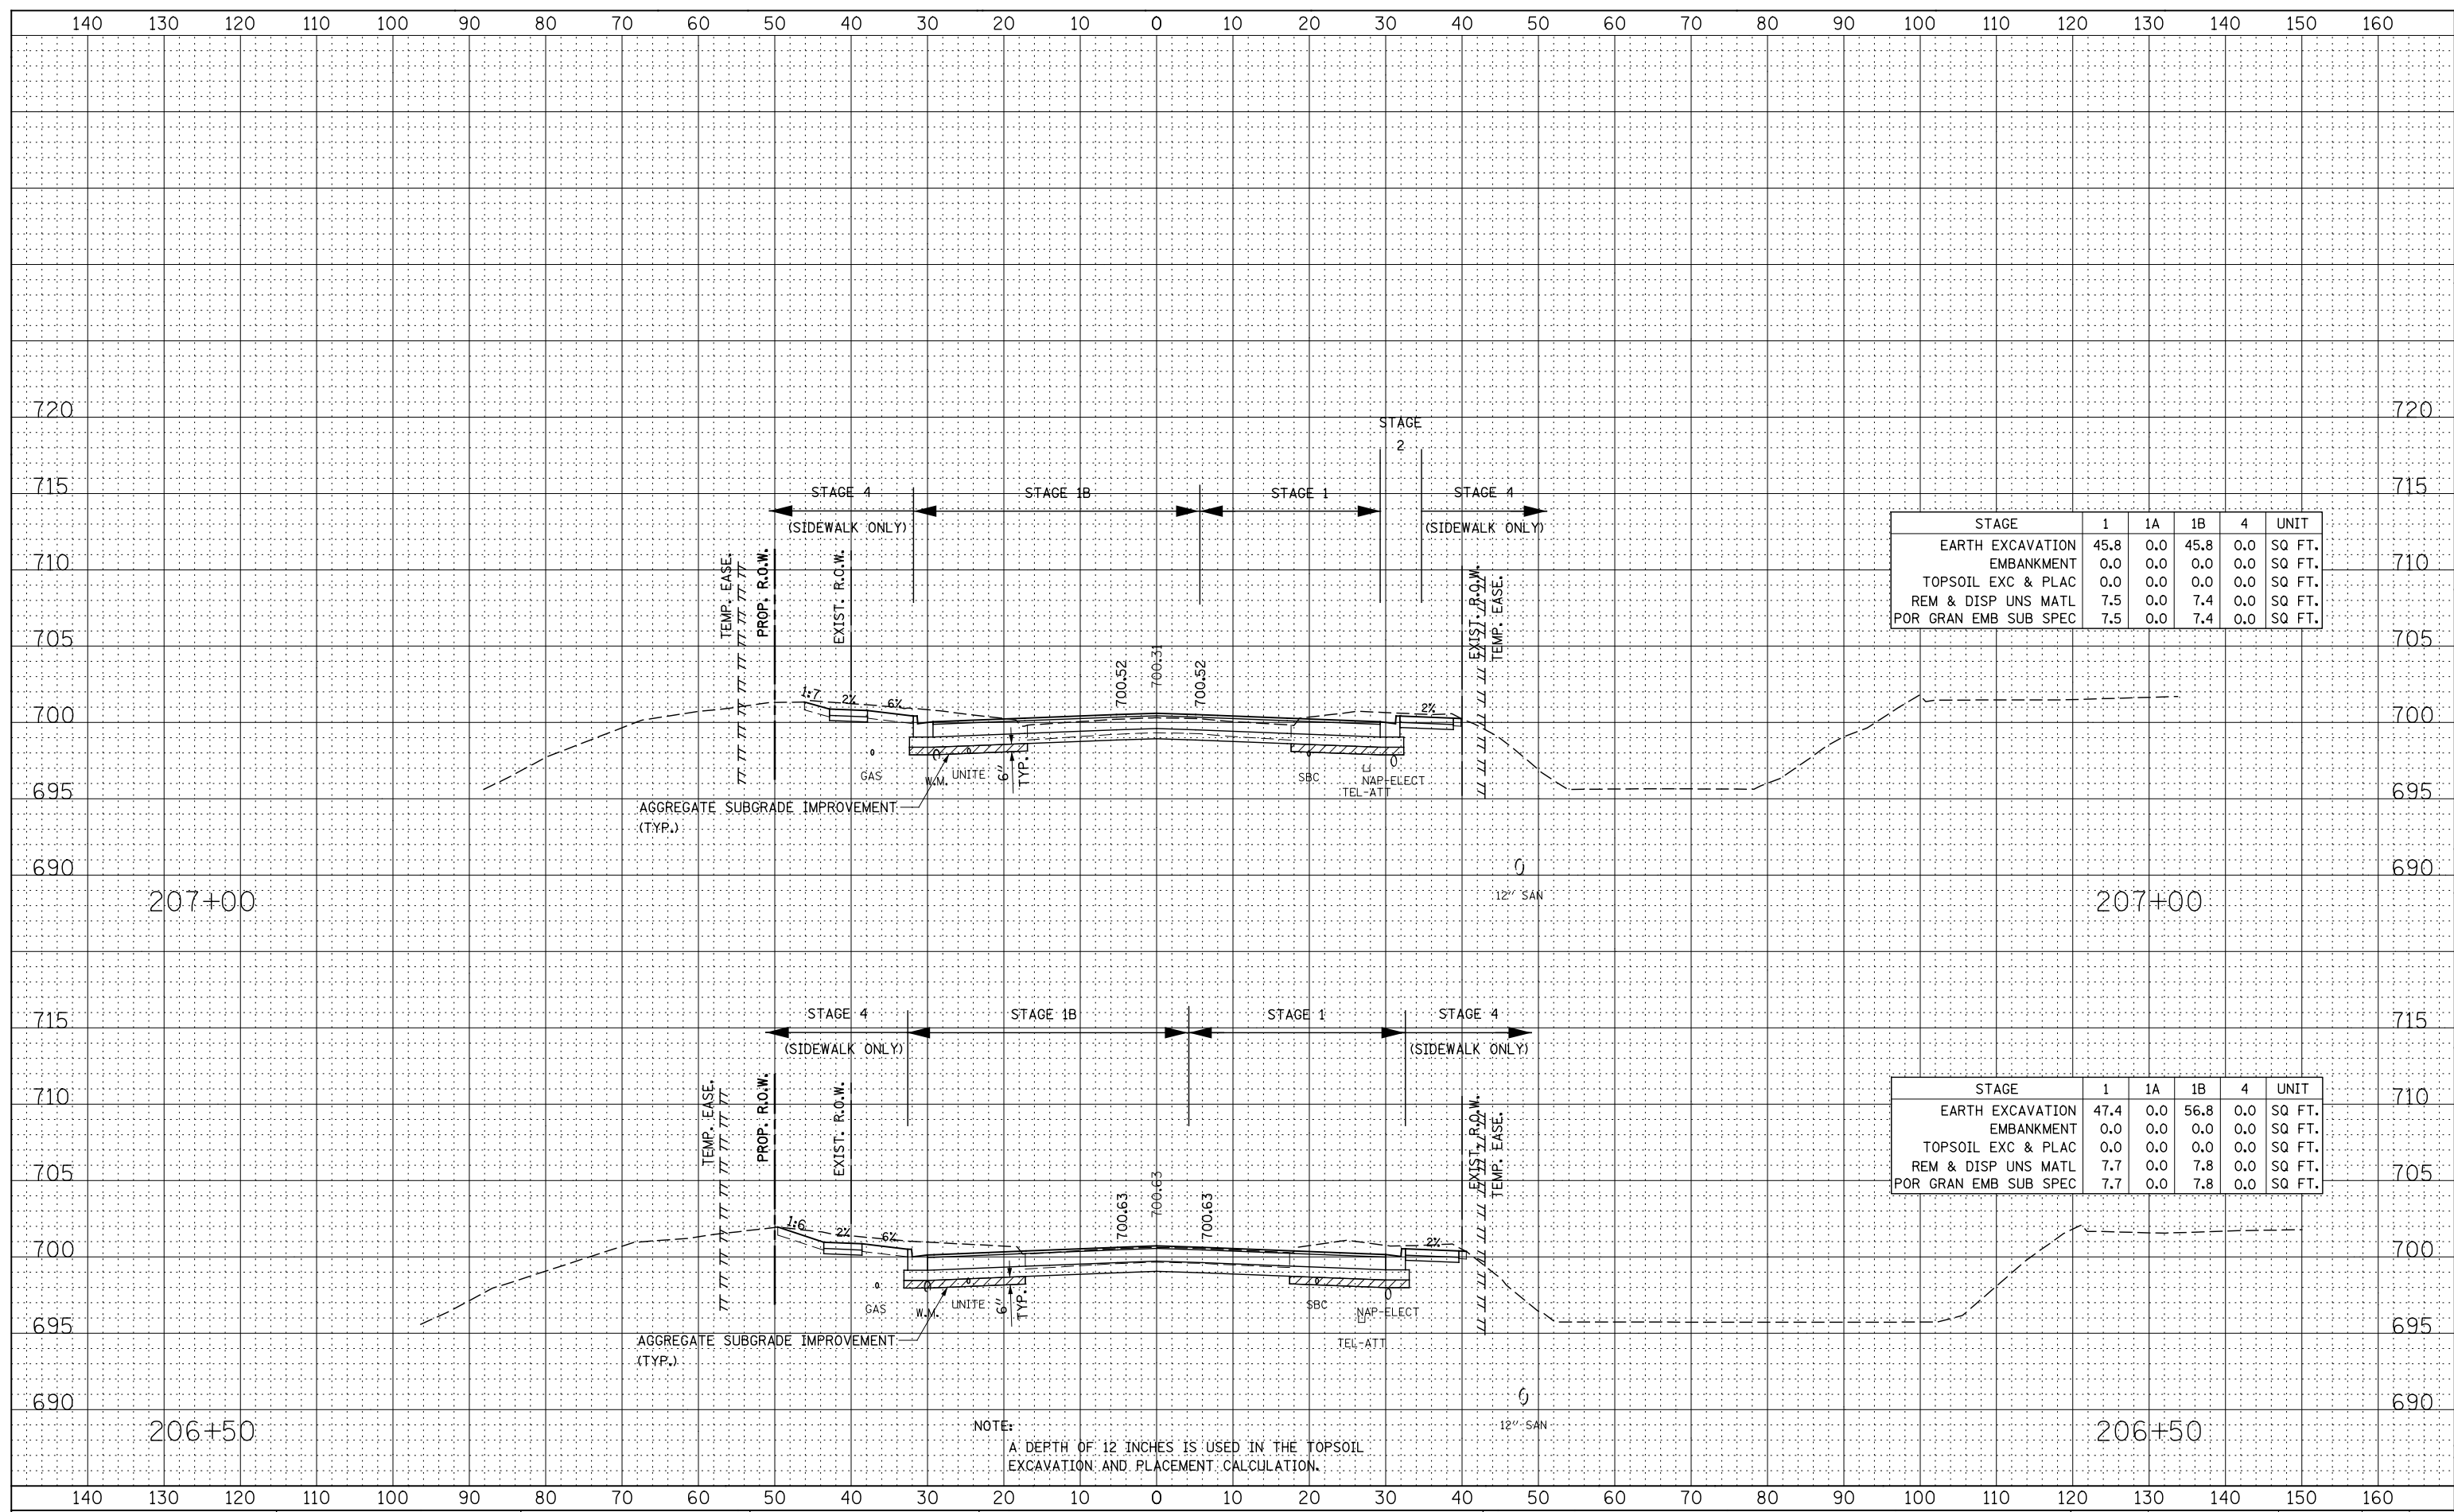 140 130 120 110 100 90 80 70 60 50 40 30 20 10 0 10 20 30 40 50 60 70 80 90 100 110 120 130 140 150 160
720 720
STAGE
2
715 715
STAGE 4 STAGE 1B STAGE 1 STAGE 4
(SIDEWALK ONLY) (SIDEWALK ONLY)
710 710
TEMP. EASE.
PROP. R.O.W.
EXIST. R.O.W.
EXIST. R.O.W.
TEMP. EASE.
STAGE 1 1A 1B 4 UNIT
EARTH EXCAVATION 45.8 0.0 45.8 0.0 SQ FT.
EMBANKMENT 0.0 0.0 0.0 0.0 SQ FT.
TOPSOIL EXC & PLAC 0.0 0.0 0.0 0.0 SQ FT.
REM & DISP UNS MATL 7.5 0.0 7.4 0.0 SQ FT.
POR GRAN EMB SUB SPEC 7.5 0.0 7.4 0.0 SQ FT.
705 705
700.52
700.31
700.52
1:7 2% 6% 2%
700 700
GAS W.M. UNITE 6" TYP. SBC NAP-ELECT
TEL-ATT
695 695
AGGREGATE SUBGRADE IMPROVEMENT
(TYP.)
690 690
12" SAN
207+00 207+00
715 715
STAGE 4 STAGE 1B STAGE 1 STAGE 4
(SIDEWALK ONLY) (SIDEWALK ONLY)
710 710
TEMP. EASE.
PROP. R.O.W.
EXIST. R.O.W.
EXIST. R.O.W.
TEMP. EASE.
STAGE 1 1A 1B 4 UNIT
EARTH EXCAVATION 47.4 0.0 56.8 0.0 SQ FT.
EMBANKMENT 0.0 0.0 0.0 0.0 SQ FT.
TOPSOIL EXC & PLAC 0.0 0.0 0.0 0.0 SQ FT.
REM & DISP UNS MATL 7.7 0.0 7.8 0.0 SQ FT.
POR GRAN EMB SUB SPEC 7.7 0.0 7.8 0.0 SQ FT.
705 705
700.63
700.63
700.63
1:6 2% 6% 2%
700 700
GAS W.M. UNITE 6" TYP. SBC NAP-ELECT
TEL-ATT
695 695
AGGREGATE SUBGRADE IMPROVEMENT
(TYP.)
690 690
12" SAN
206+50 206+50
NOTE:
A DEPTH OF 12 INCHES IS USED IN THE TOPSOIL
EXCAVATION AND PLACEMENT CALCULATION.
140 130 120 110 100 90 80 70 60 50 40 30 20 10 0 10 20 30 40 50 60 70 80 90 100 110 120 130 140 150 160